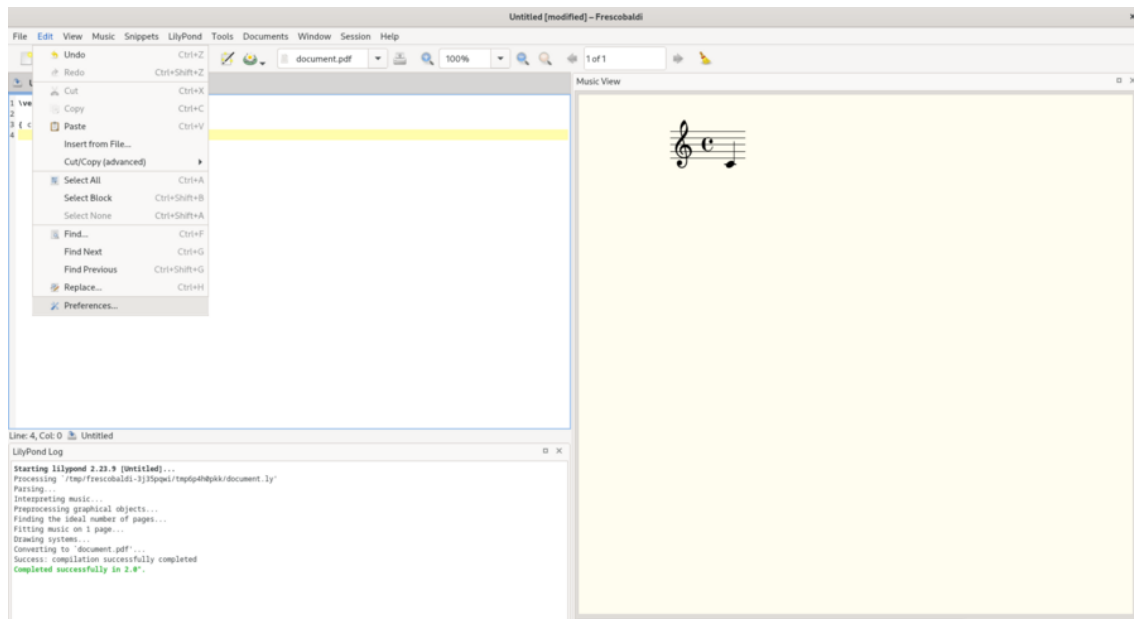 Untitled [modified] – Frescobaldi
File Edit View Music Snippets LilyPond Tools Documents Window Session Help
document.pdf 100% 1 of 1
Undo Ctrl+Z
Redo Ctrl+Shift+Z
Cut Ctrl+X
Copy Ctrl+C
Paste Ctrl+V
Insert from File...
Cut/Copy (advanced)
Select All Ctrl+A
Select Block Ctrl+Shift+B
Select None Ctrl+Shift+A
Find... Ctrl+F
Find Next Ctrl+G
Find Previous Ctrl+Shift+G
Replace... Ctrl+H
Preferences...
1 \ve
2
3 { c
4
Music View
Line: 4, Col: 0 Untitled
LilyPond Log
Starting lilypond 2.23.9 [Untitled]...
Processing `/tmp/frescobaldi-3j35pqwi/tmp6p4h0pkk/document.ly'
Parsing...
Interpreting music...
Preprocessing graphical objects...
Finding the ideal number of pages...
Fitting music on 1 page...
Drawing systems...
Converting to `document.pdf'...
Success: compilation successfully completed
Completed successfully in 2.0".